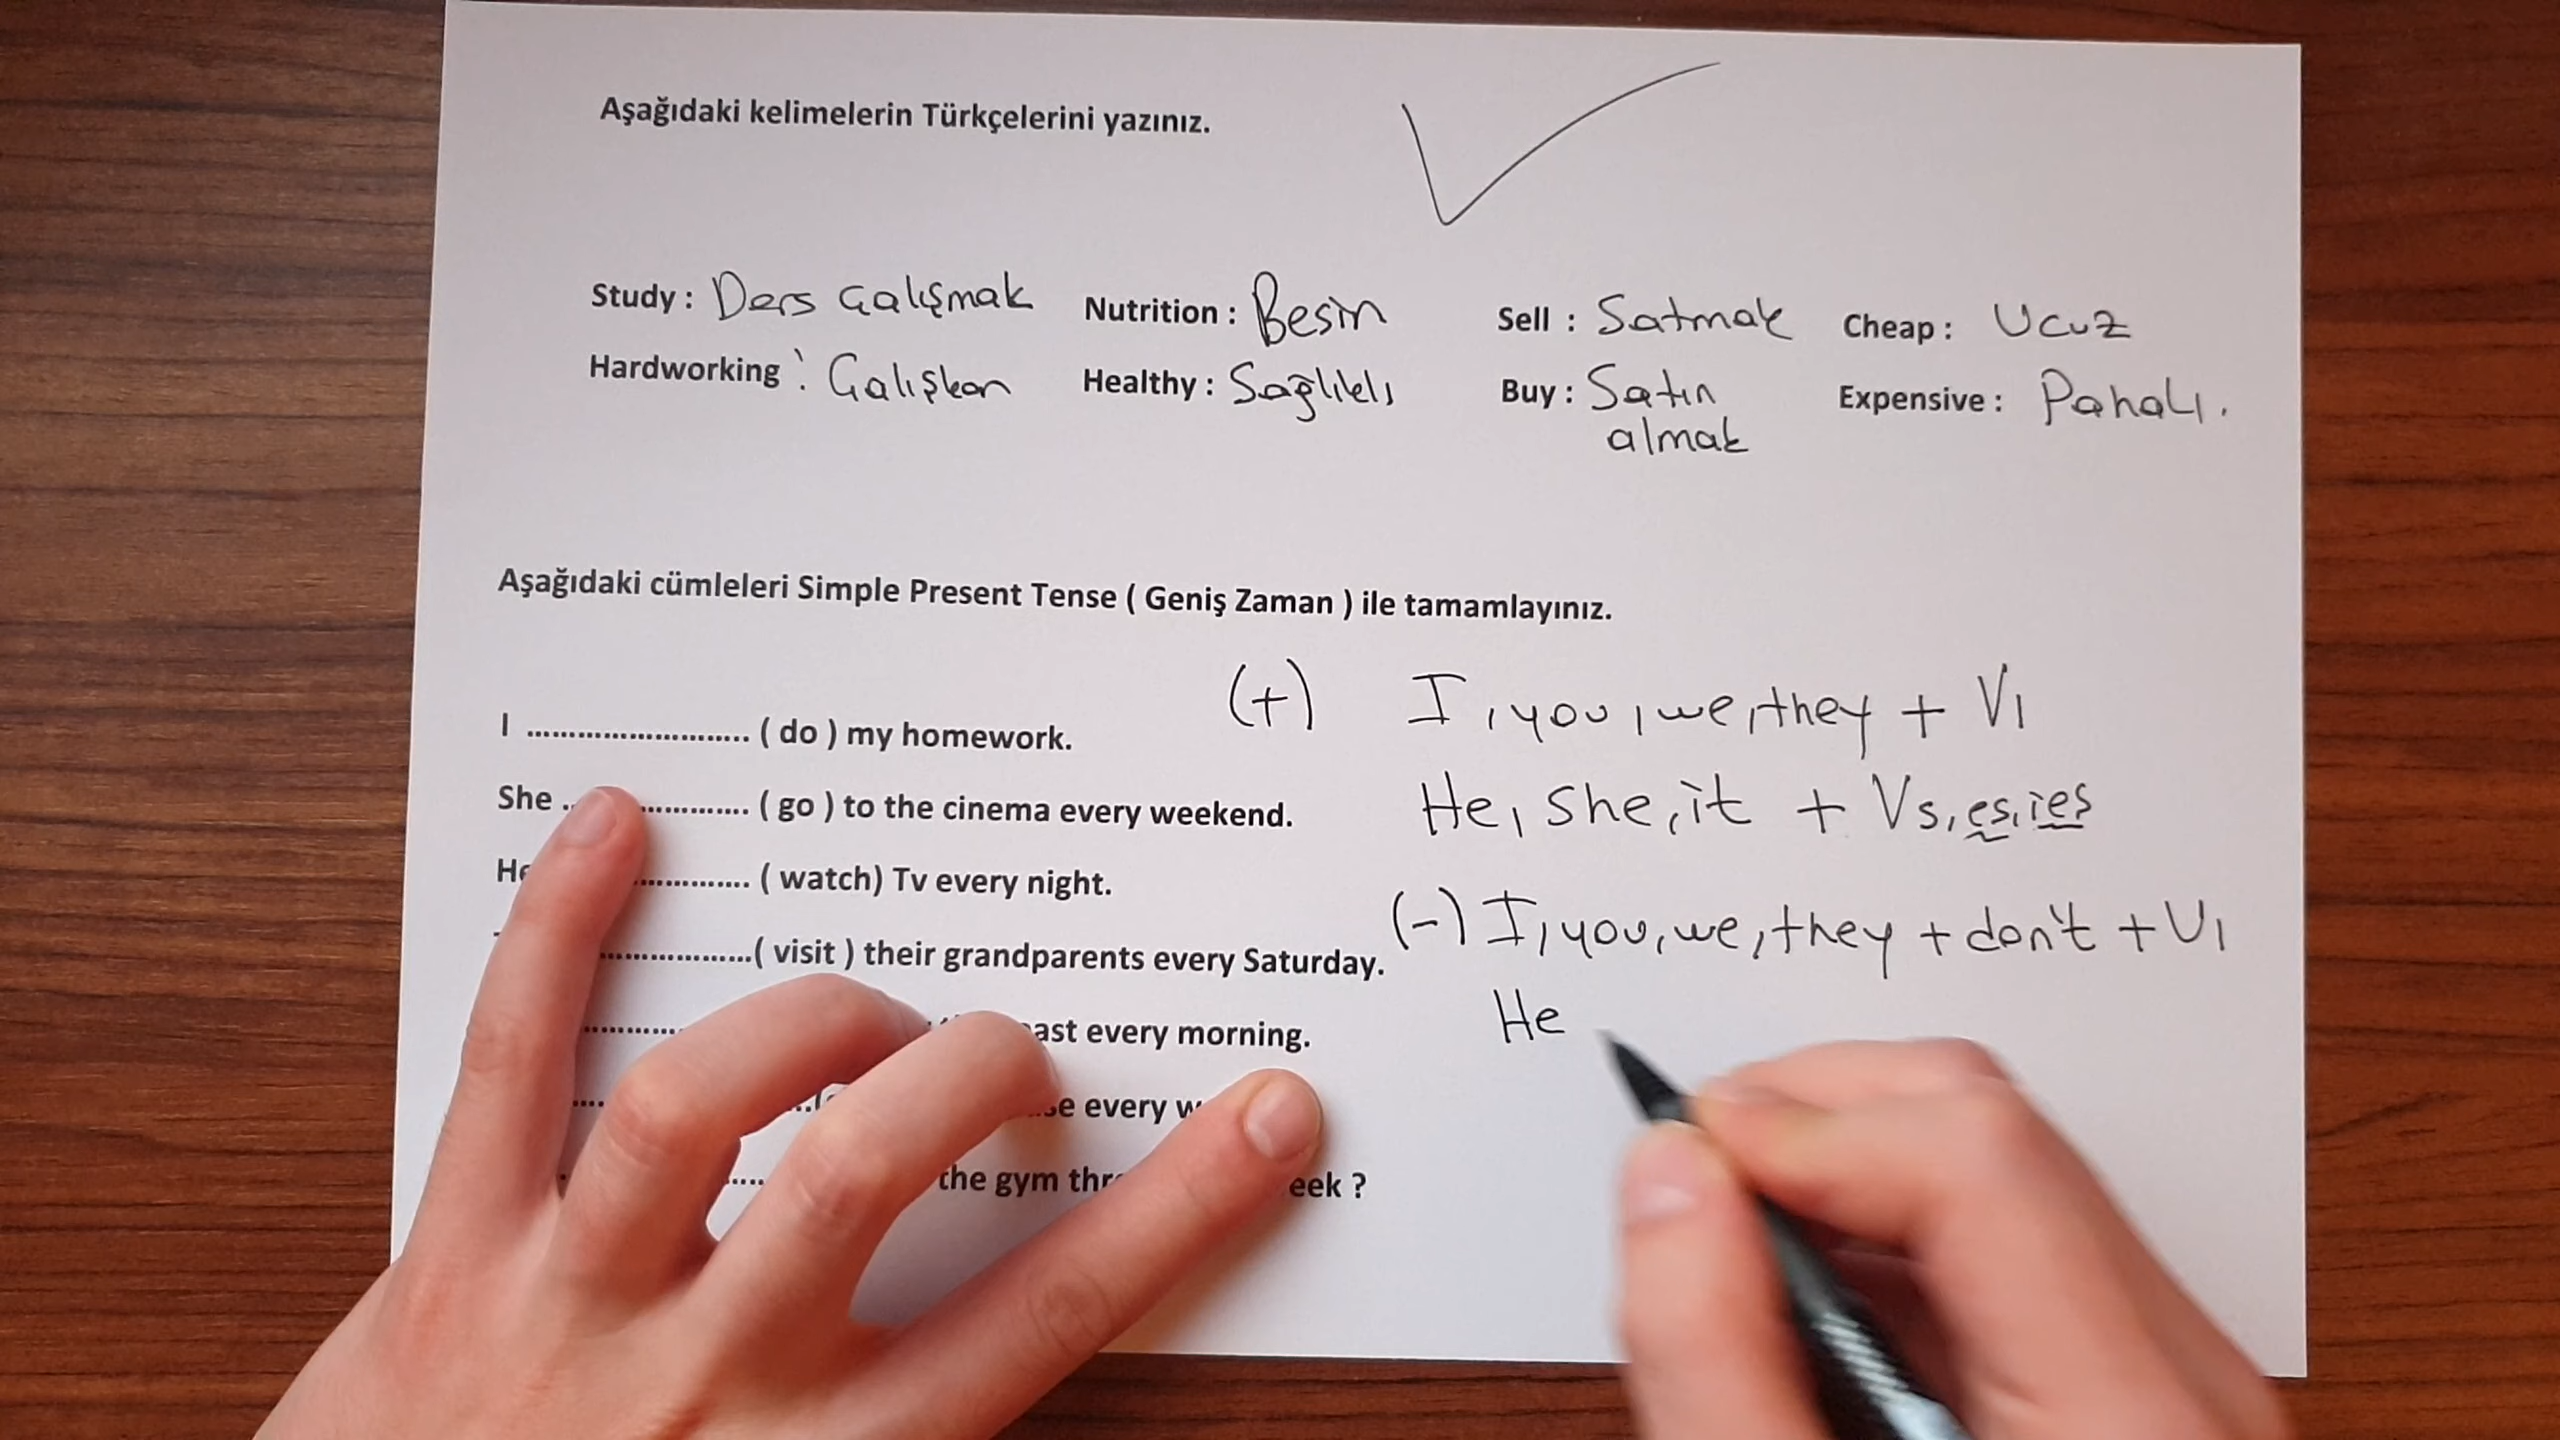 Aşağıdaki kelimelerin Türkçelerini yazınız.
Study : Ders Çalışmak Nutrition : Besin Sell : Satmak Cheap : Ucuz
Hardworking : Çalışkan Healthy : Sağlıklı Buy : Satın almak Expensive : Pahalı.
Aşağıdaki cümleleri Simple Present Tense ( Geniş Zaman ) ile tamamlayınız.
I ........................... ( do ) my homework.
She .. ............. ( go ) to the cinema every weekend.
He .............. ( watch) Tv every night.
...................( visit ) their grandparents every Saturday.
............ every morning.
.... every
..... the gym eek ?
(+) I, you, we, they + V1
He, she, it + Vs, es, ies
(-) I, you, we, they + don't + V1
He